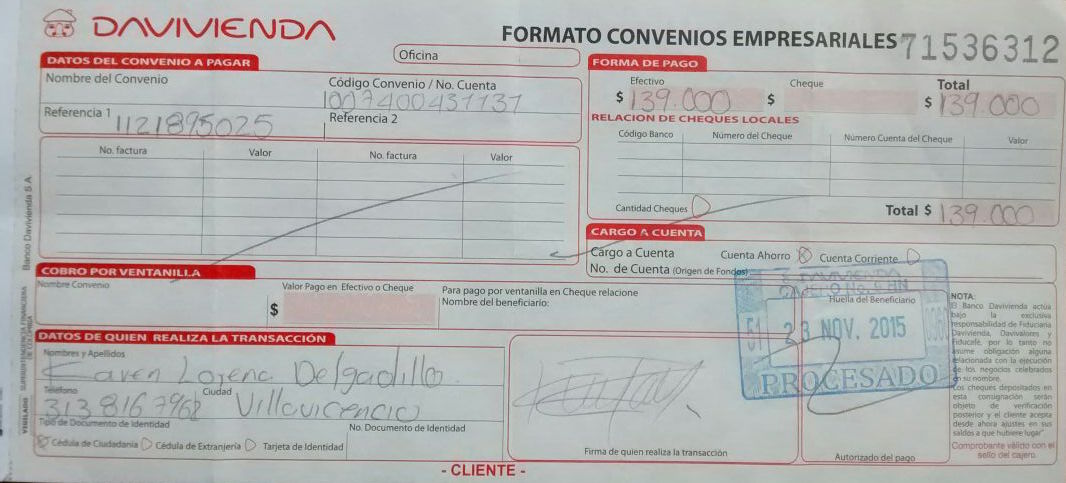 DAVIVIENDA
FORMATO CONVENIOS EMPRESARIALES 71536312
Oficina
DATOS DEL CONVENIO A PAGAR
Nombre del Convenio
Código Convenio / No. Cuenta
1007400431131
Referencia 1 1121895025
Referencia 2
No. factura Valor No. factura Valor
FORMA DE PAGO
Efectivo Cheque Total
$ 139.000 $ $ 139.000
RELACION DE CHEQUES LOCALES
Código Banco Número del Cheque Número Cuenta del Cheque Valor
Cantidad Cheques
Total $ 139.000
CARGO A CUENTA
Cargo a Cuenta Cuenta Ahorro Cuenta Corriente
No. de Cuenta (Origen de Fondos)
COBRO POR VENTANILLA
Nombre Convenio
Valor Pago en Efectivo o Cheque
$
Para pago por ventanilla en Cheque relacione
Nombre del beneficiario:
DATOS DE QUIEN REALIZA LA TRANSACCIÓN
Nombres y Apellidos
Karen Lorena Delgadillo
Teléfono Ciudad
3138167968 Villavicencio
Tipo de Documento de Identidad
No. Documento de Identidad
Cédula de Ciudadanía Cédula de Extranjería Tarjeta de Identidad
Firma de quien realiza la transacción
DAVIVIENDA
Huella del Beneficiario
51 23 NOV. 2015
PROCESADO
Autorizado del pago
NOTA:
El Banco Davivienda actúa
bajo la exclusiva
responsabilidad de Fiduciaria
Davivienda, Davivalores y
Fiducafe, por lo tanto no
asume obligación alguna
relacionada con la ejecución
de los negocios celebrados
en su nombre.
Los cheques depositados en
esta consignación serán
objeto de verificación
posterior y el cliente acepta
desde ahora ajustes en sus
saldos a que hubiere lugar"
Comprobante válido con el
sello del cajero.
- CLIENTE -
Banco Davivienda S.A.
VIGILADO SUPERINTENDENCIA FINANCIERA
DE COLOMBIA